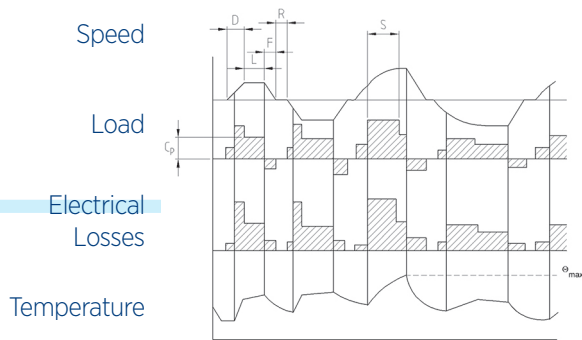 D
R
F
L
S
Speed
Load
Cp
Electrical
Losses
Θmax
Temperature